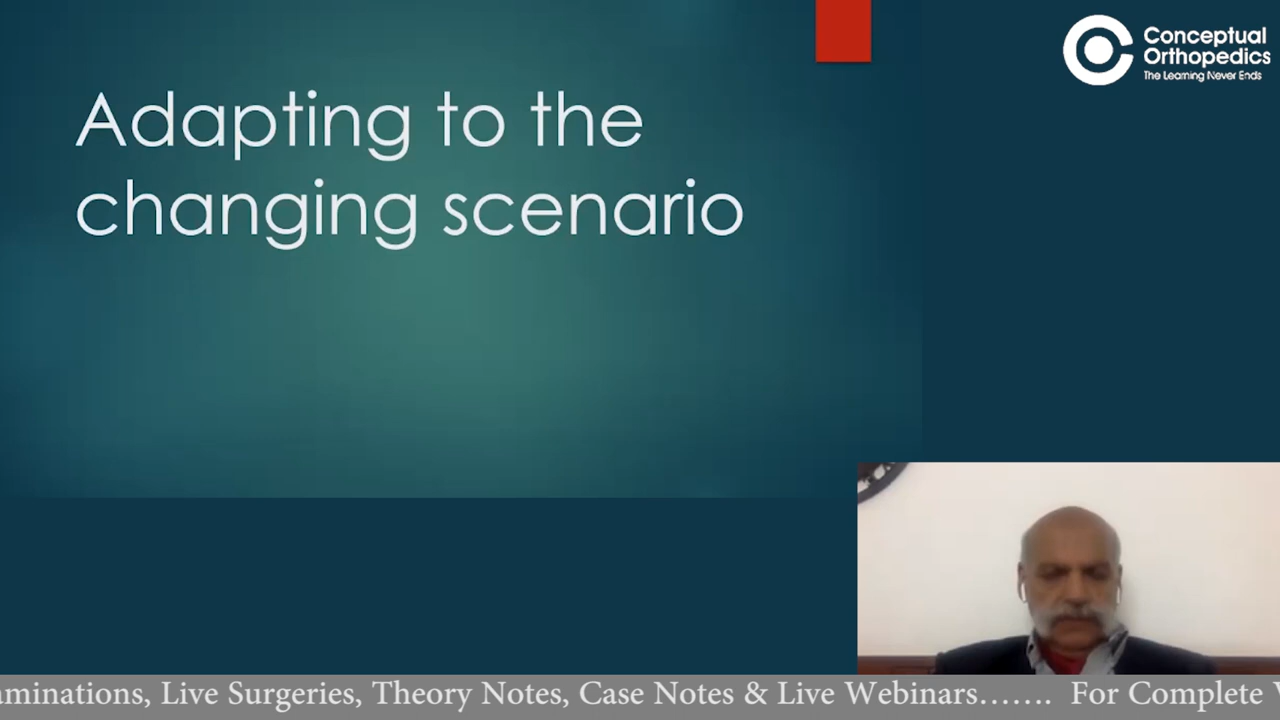 Adapting to the
changing scenario
Conceptual
Orthopedics
The Learning Never Ends
aminations, Live Surgeries, Theory Notes, Case Notes & Live Webinars……. For Complete